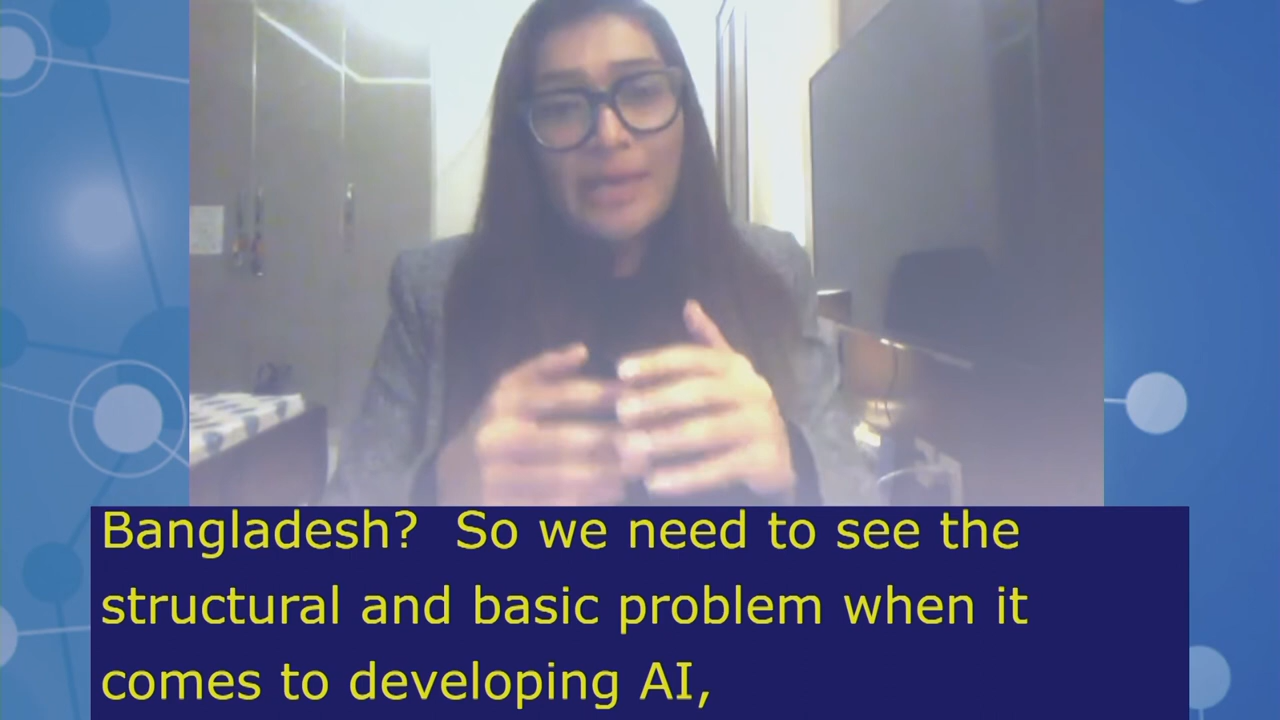 Bangladesh?  So we need to see the
structural and basic problem when it
comes to developing AI,